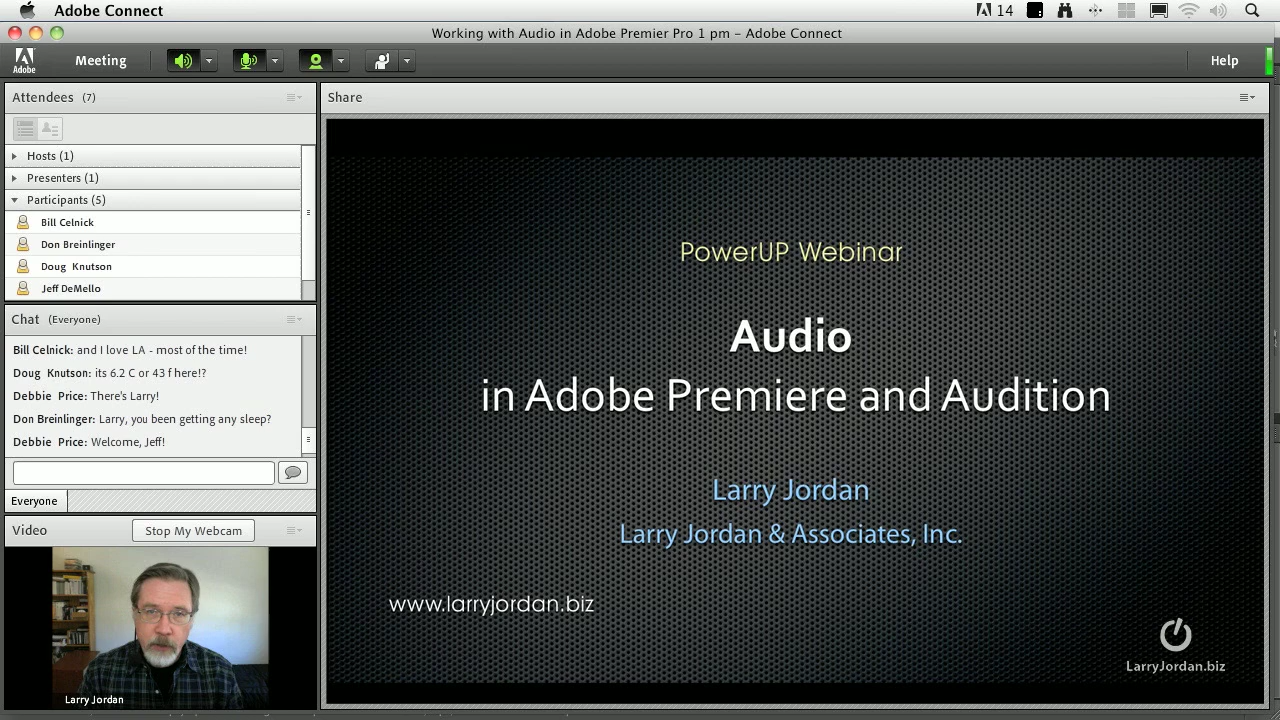 Adobe Connect
14
Working with Audio in Adobe Premier Pro 1 pm – Adobe Connect
Adobe
Meeting
Help
Attendees (7)
Hosts (1)
Presenters (1)
Participants (5)
Bill Celnick
Don Breinlinger
Doug Knutson
Jeff DeMello
Chat (Everyone)
Bill Celnick: and I love LA - most of the time!
Doug Knutson: its 6.2 C or 43 f here!?
Debbie Price: There's Larry!
Don Breinlinger: Larry, you been getting any sleep?
Debbie Price: Welcome, Jeff!
Everyone
Video
Stop My Webcam
Larry Jordan
Share
PowerUP Webinar
Audio
in Adobe Premiere and Audition
Larry Jordan
Larry Jordan & Associates, Inc.
www.larryjordan.biz
LarryJordan.biz